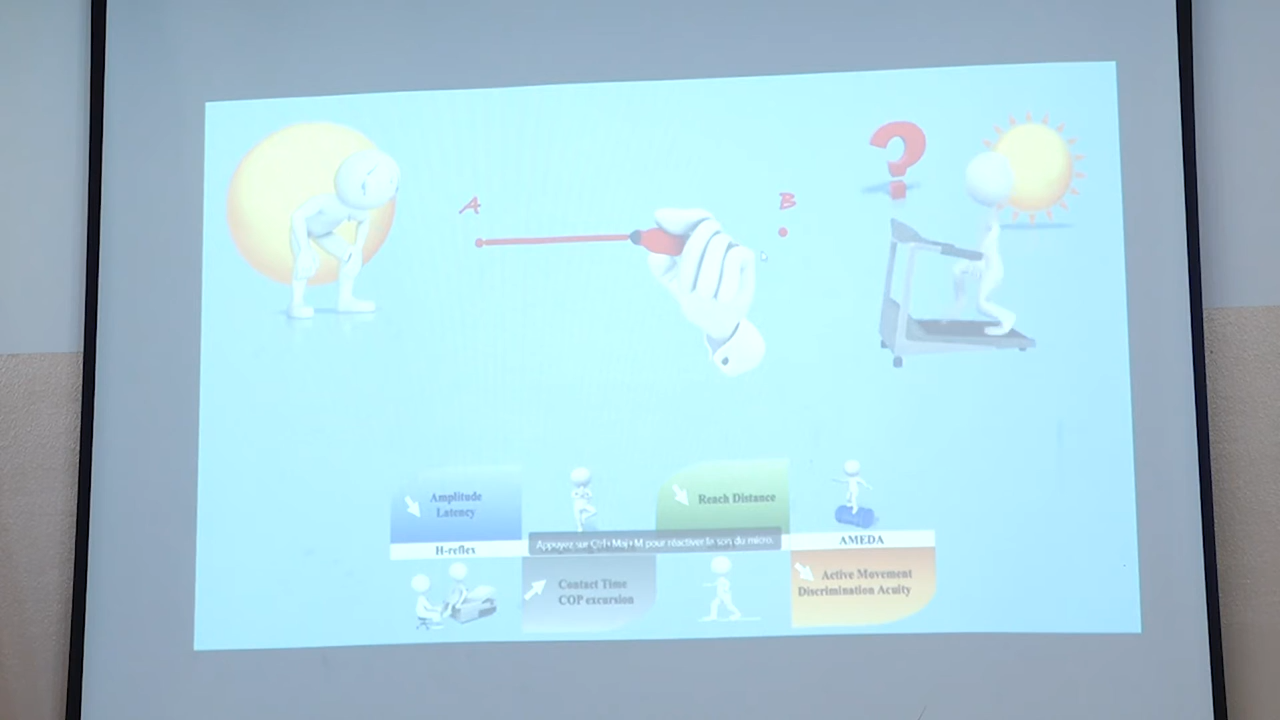 A
B
?
Amplitude
Latency
H-reflex
Appuyez sur Ctrl+Maj+M pour réactiver le son du micro.
Contact Time
COP excursion
Reach Distance
AMEDA
Active Movement
Discrimination Acuity